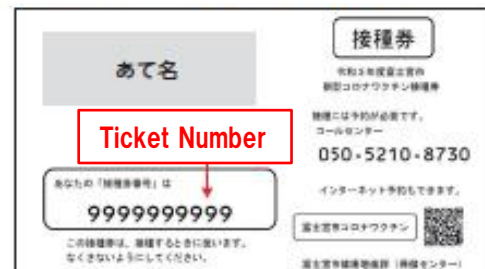 あて名
Ticket Number
あなたの「接種券番号」は
9999999999
この接種券は、接種するときに使います。
なくさないようにしてください。
接種券
令和3年度富士宮市
新型コロナワクチン接種券
接種には予約が必要です。
コールセンター
050-5210-8730
インターネット予約もできます。
富士宮市コロナワクチン
富士宮市健康増進課(保健センター)